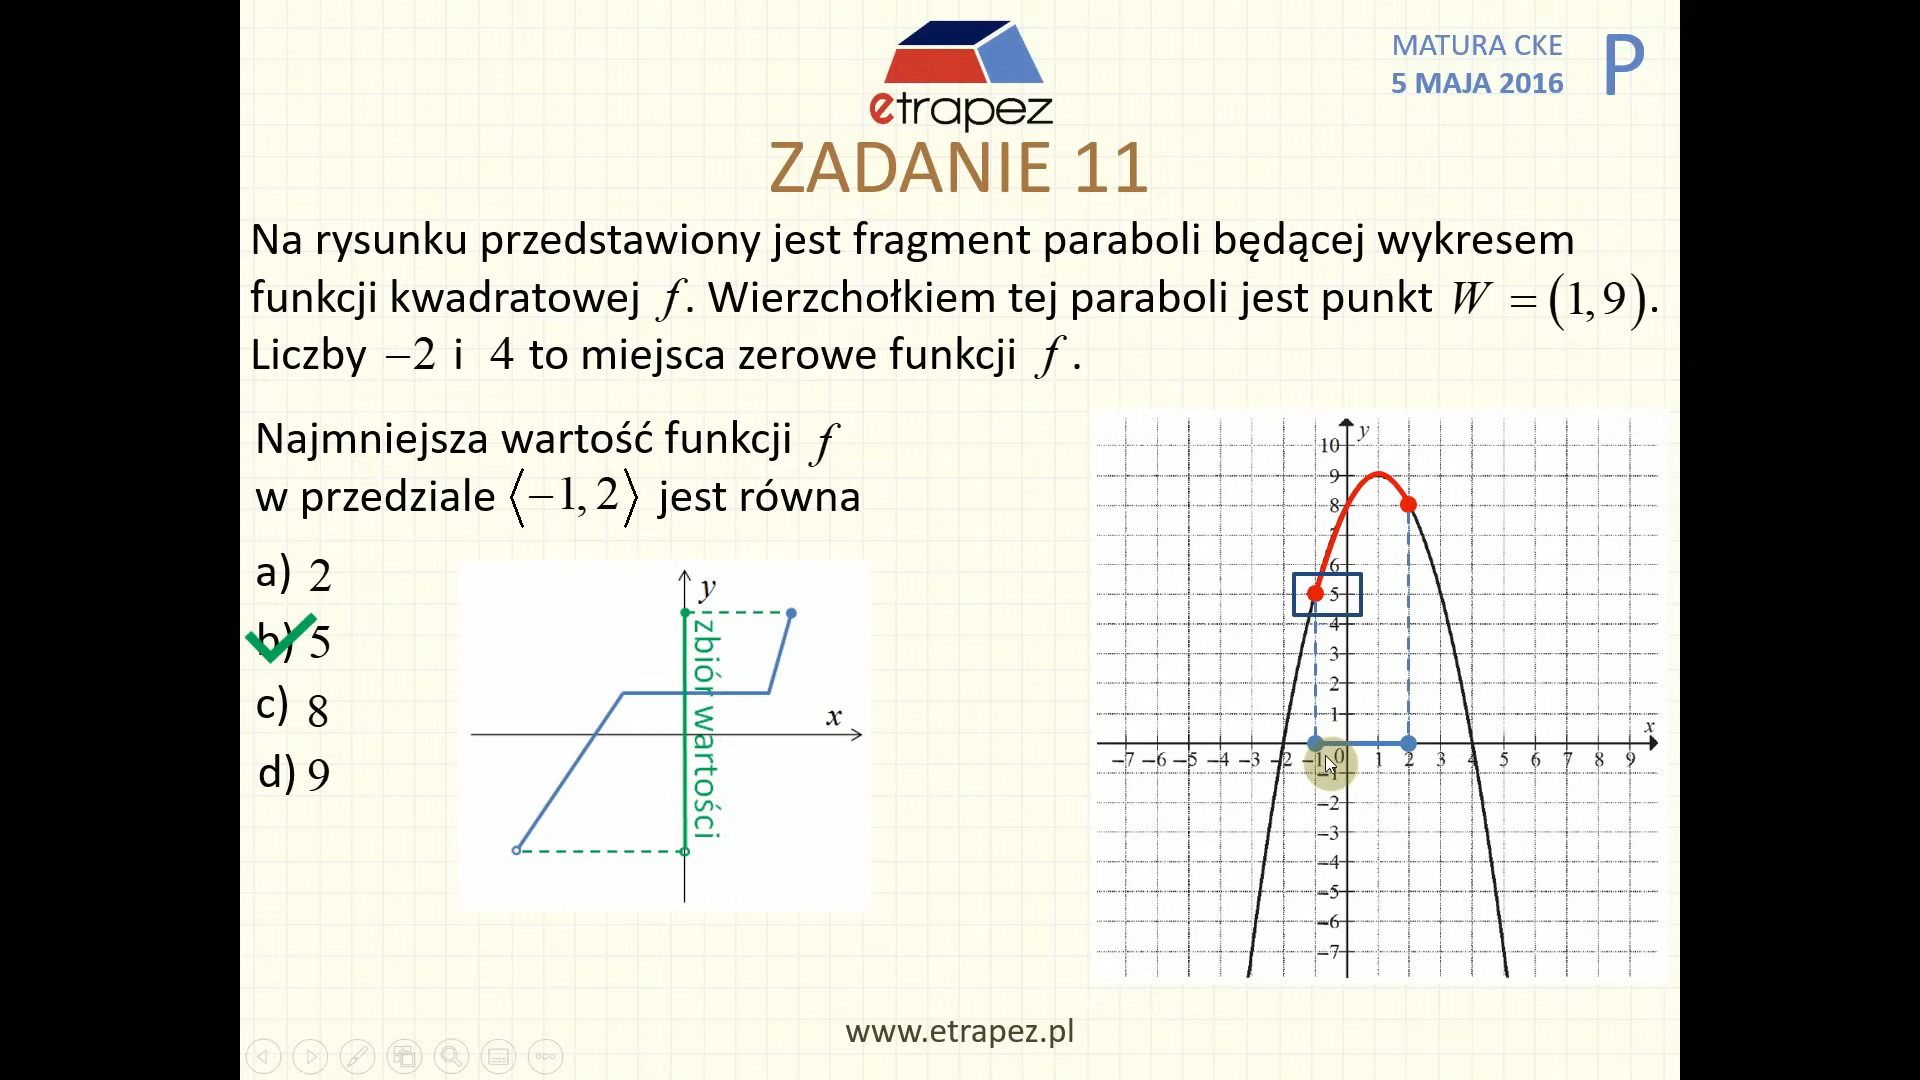 MATURA CKE
5 MAJA 2016
P
etrapez
ZADANIE 11
Na rysunku przedstawiony jest fragment paraboli będącej wykresem
funkcji kwadratowej f. Wierzchołkiem tej paraboli jest punkt W = (1,9).
Liczby −2 i 4 to miejsca zerowe funkcji f.
Najmniejsza wartość funkcji f
w przedziale ⟨−1, 2⟩ jest równa
a) 2
b) 5
c) 8
d) 9
y
zbiór wartości
x
y
10
9
8
6
5
4
3
2
1
x
−7 −6 −5 −4 −3 −2 −1 0 1 2 3 4 5 6 7 8 9
−1
−2
−3
−4
−5
−6
−7
www.etrapez.pl